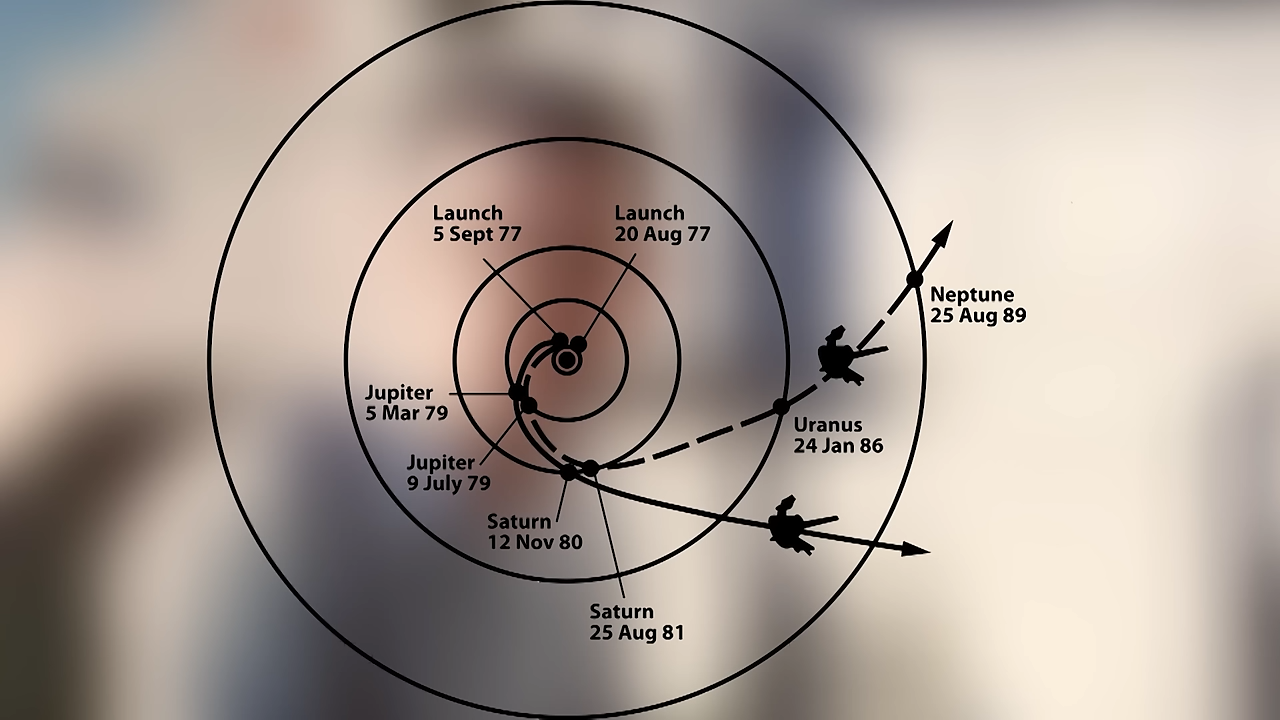 Launch
5 Sept 77
Launch
20 Aug 77
Neptune
25 Aug 89
Jupiter
5 Mar 79
Uranus
24 Jan 86
Jupiter
9 July 79
Saturn
12 Nov 80
Saturn
25 Aug 81